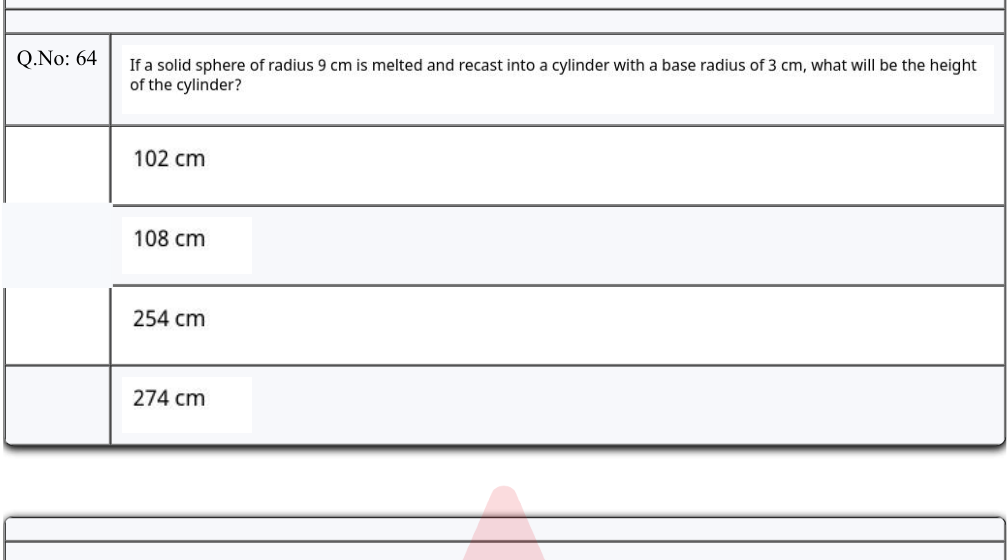 Q.No: 64
If a solid sphere of radius 9 cm is melted and recast into a cylinder with a base radius of 3 cm, what will be the height
of the cylinder?
102 cm
108 cm
254 cm
274 cm